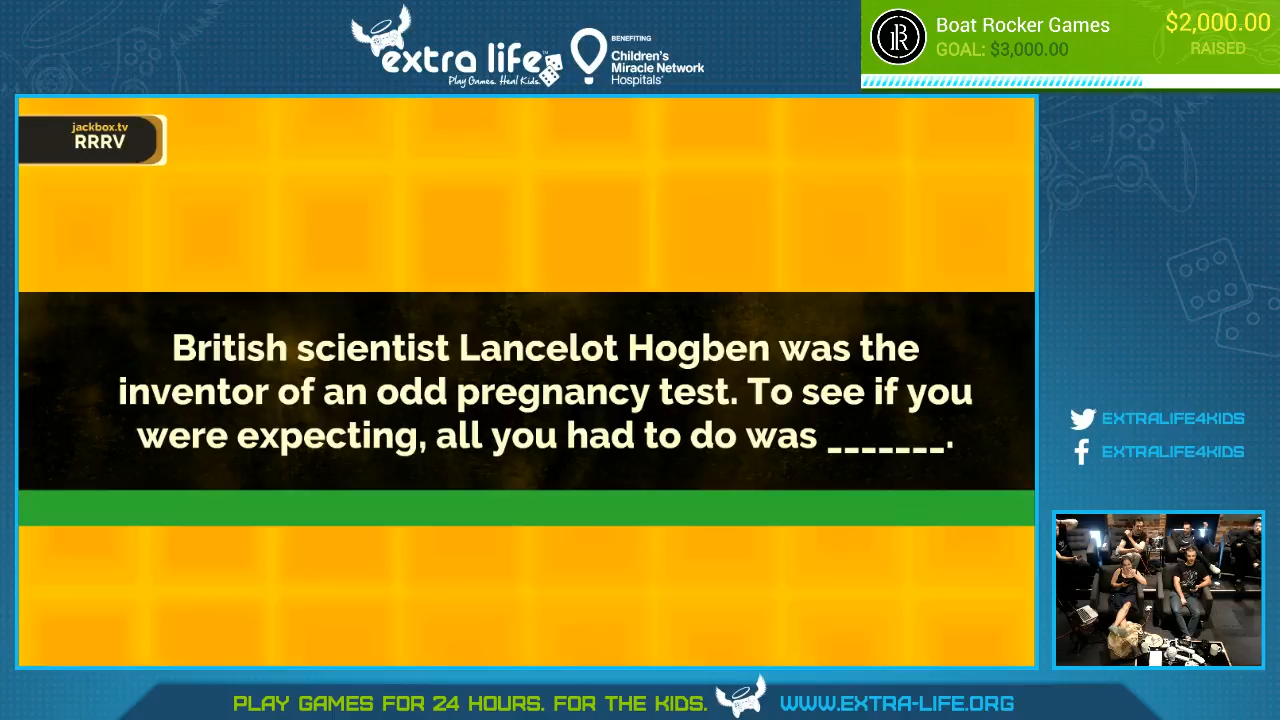 extra life
Play Games. Heal Kids.
BENEFITING
Children's
Miracle Network
Hospitals
Boat Rocker Games
GOAL: $3,000.00
$2,000.00
RAISED
jackbox.tv
RRRV
British scientist Lancelot Hogben was the
inventor of an odd pregnancy test. To see if you
were expecting, all you had to do was _______.
EXTRALIFE4KIDS
EXTRALIFE4KIDS
PLAY GAMES FOR 24 HOURS. FOR THE KIDS.
WWW.EXTRA-LIFE.ORG